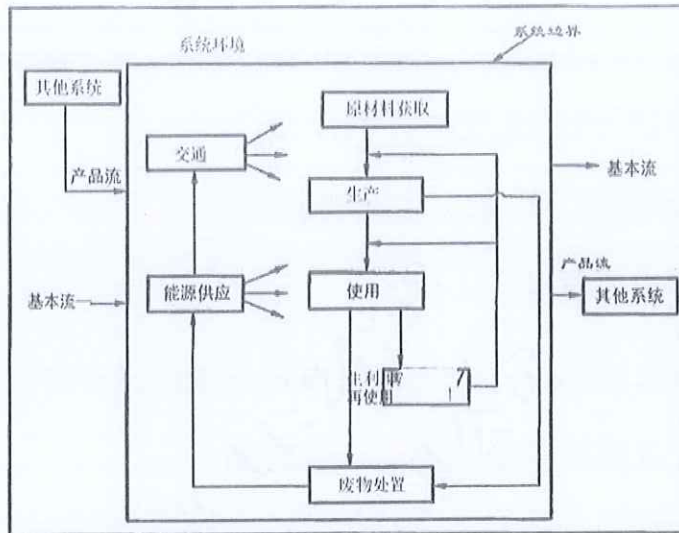 系统环境
系统边界
其他系统
原材料获取
交通
产品流
基本流
生产
产品流
能源供应
使用
基本流
其他系统
生利
再使用
废物处置